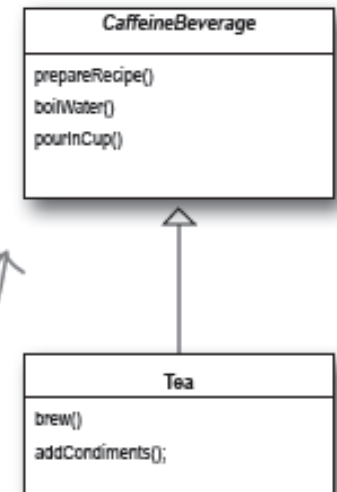 CaffeineBeverage
prepareRecipe()
boilWater()
pourInCup()
Tea
brew()
addCondiments();